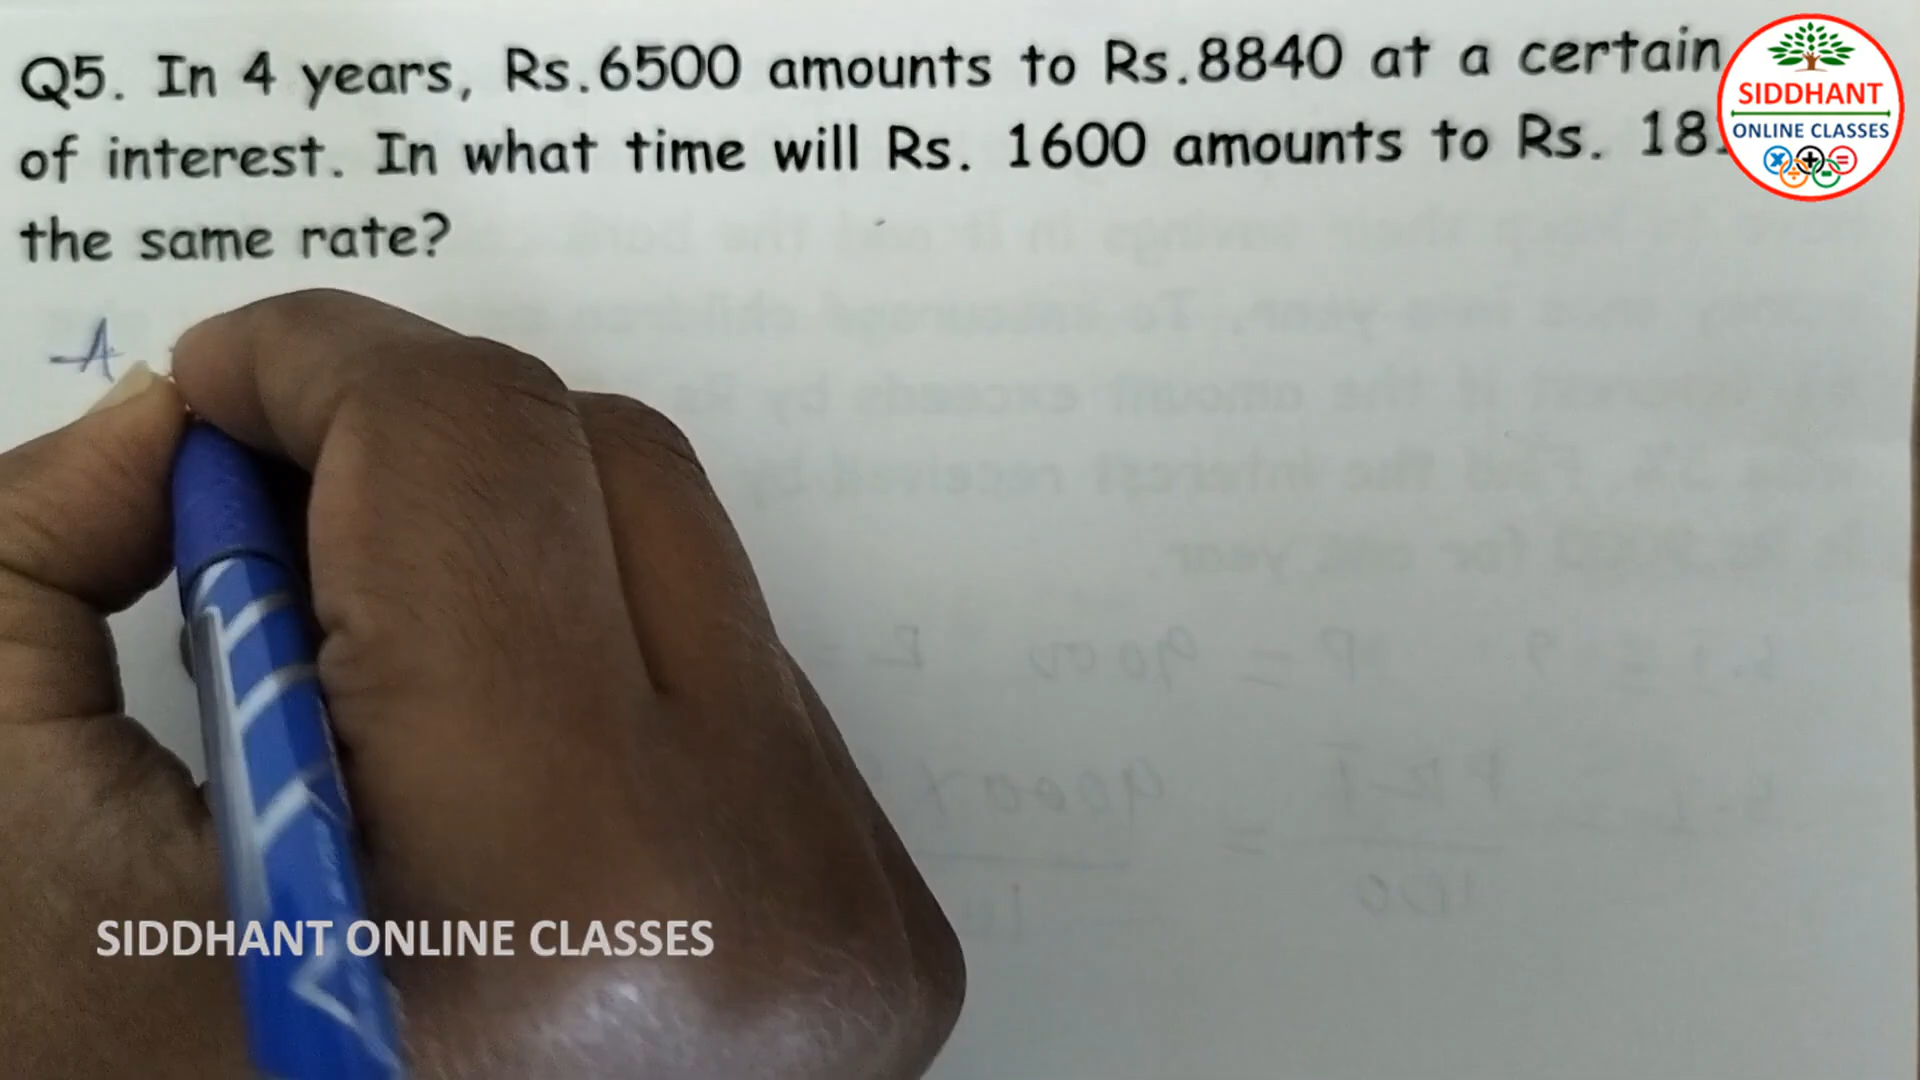 Q5. In 4 years, Rs.6500 amounts to Rs.8840 at a certain
of interest. In what time will Rs. 1600 amounts to Rs. 18
the same rate?
A
SIDDHANT
ONLINE CLASSES
SIDDHANT ONLINE CLASSES